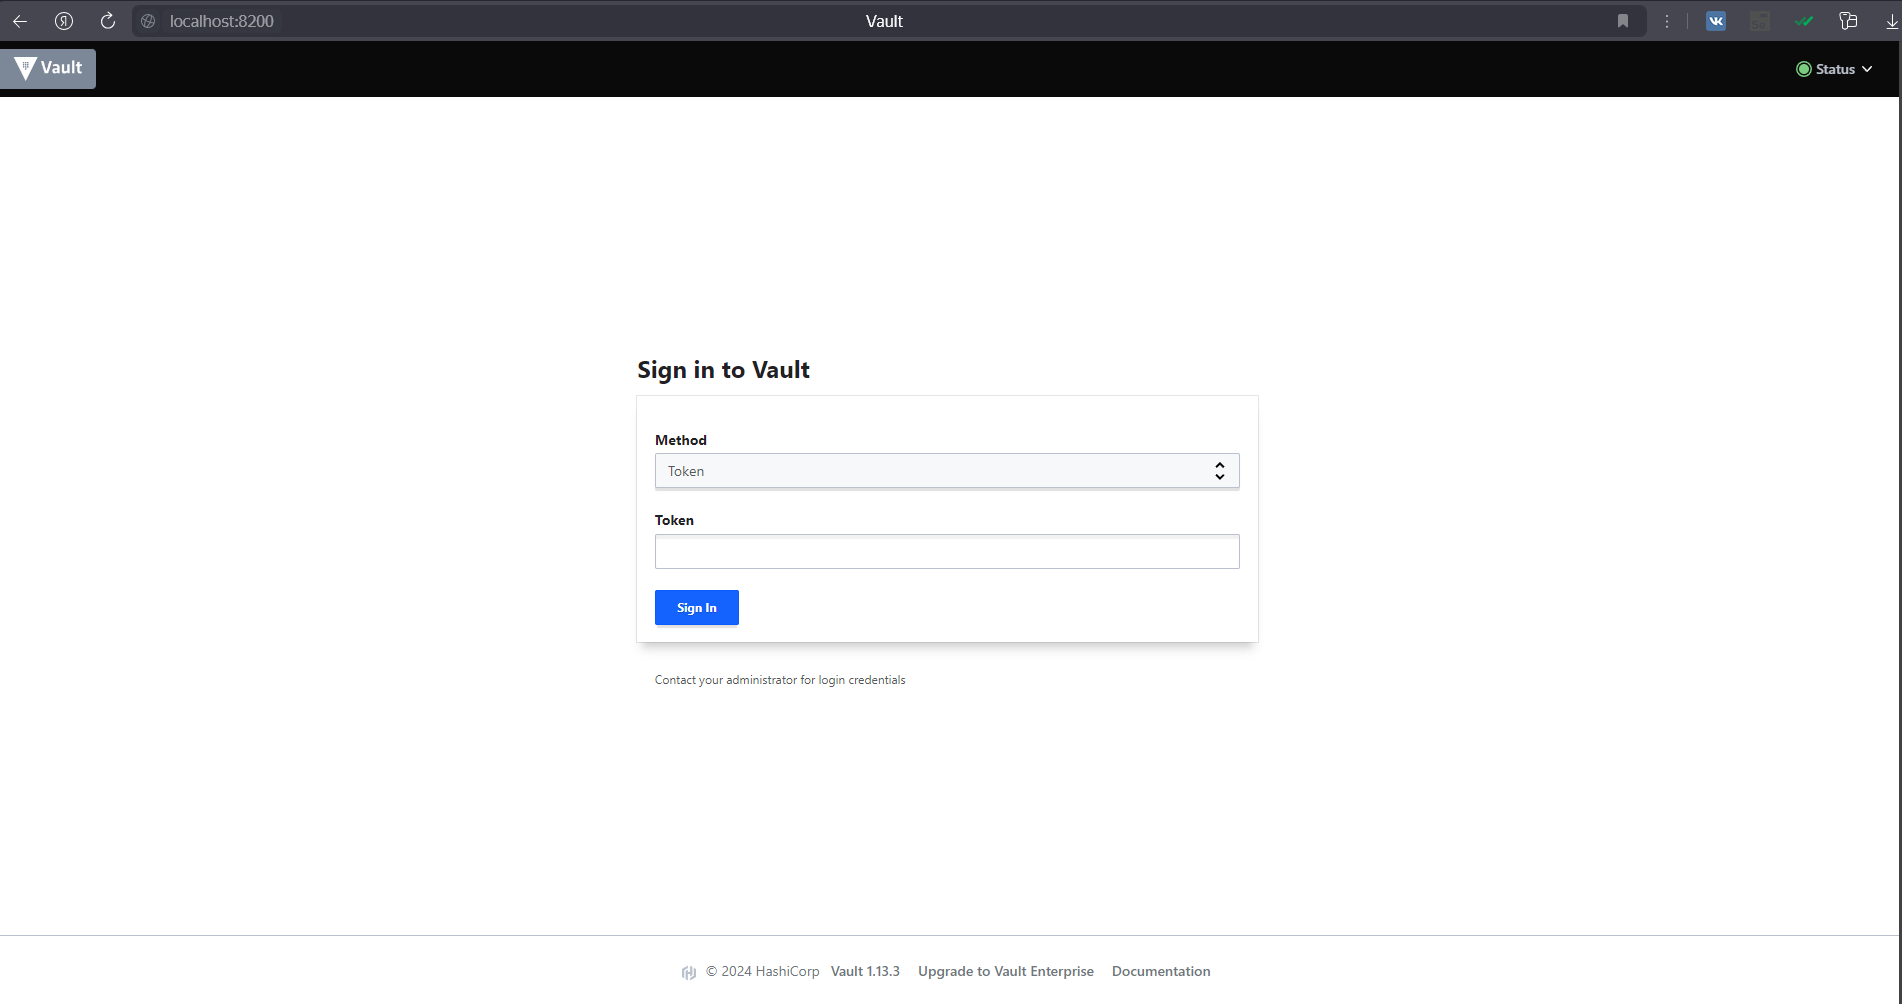 localhost:8200
Vault
Vault
Status
Sign in to Vault
Method
Token
Token
Sign In
Contact your administrator for login credentials
© 2024 HashiCorp Vault 1.13.3 Upgrade to Vault Enterprise Documentation